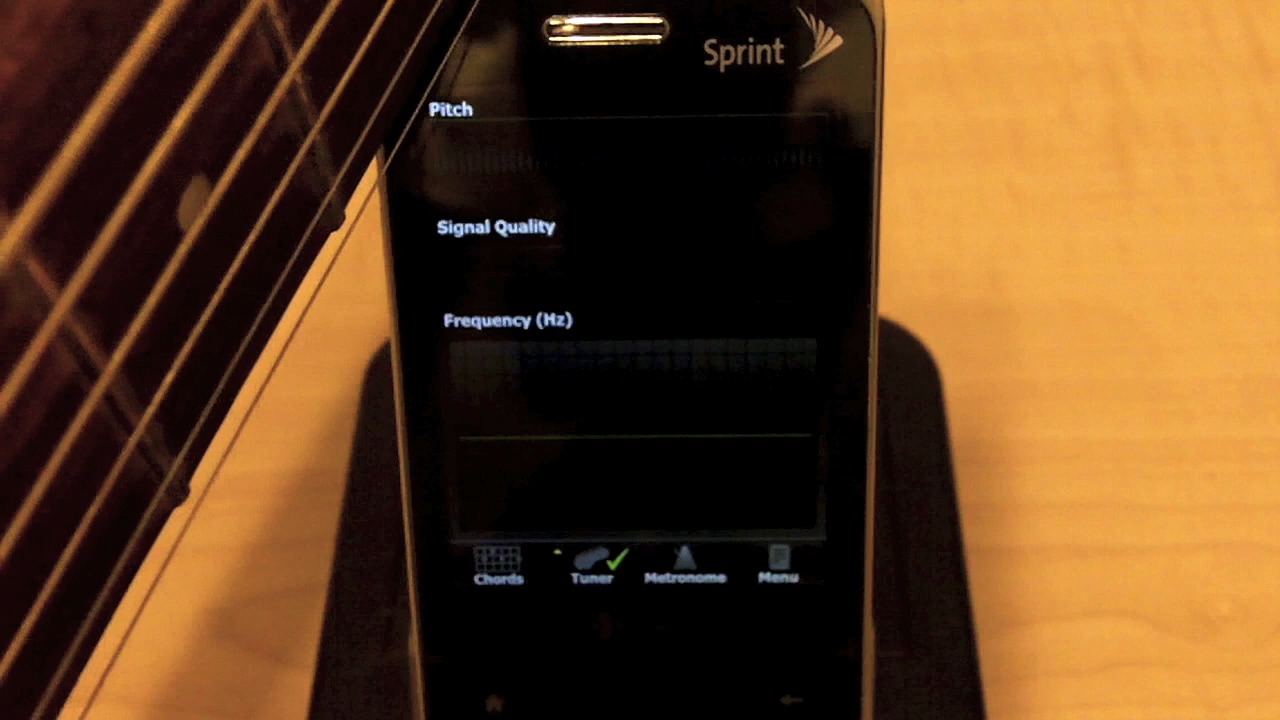 Sprint
Pitch
Signal Quality
Frequency (Hz)
Chords Tuner Metronome Menu